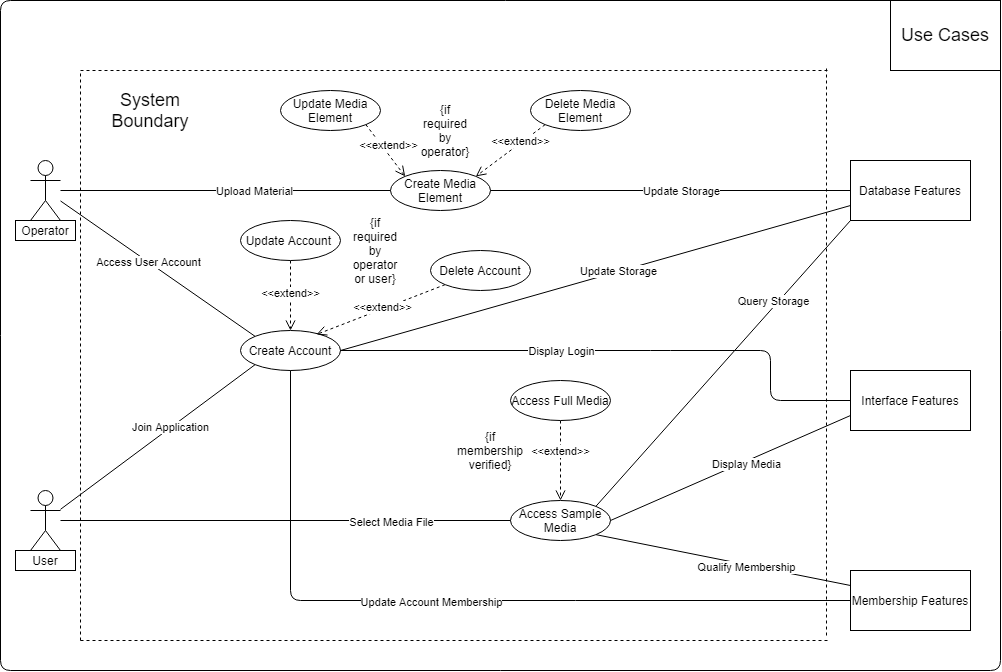 Use Cases
System
Boundary
Update Media
Element
{if
required
by
operator}
Delete Media
Element
<<extend>>
<<extend>>
Create Media
Element
Upload Material
Update Storage
Database Features
Operator
Access User Account
Update Account
{if
required
by
operator
or user}
Delete Account
Update Storage
<<extend>>
<<extend>>
Query Storage
Create Account
Display Login
Access Full Media
Interface Features
Join Application
{if
membership
verified}
<<extend>>
Display Media
Access Sample
Media
Select Media File
User
Qualify Membership
Update Account Membership
Membership Features